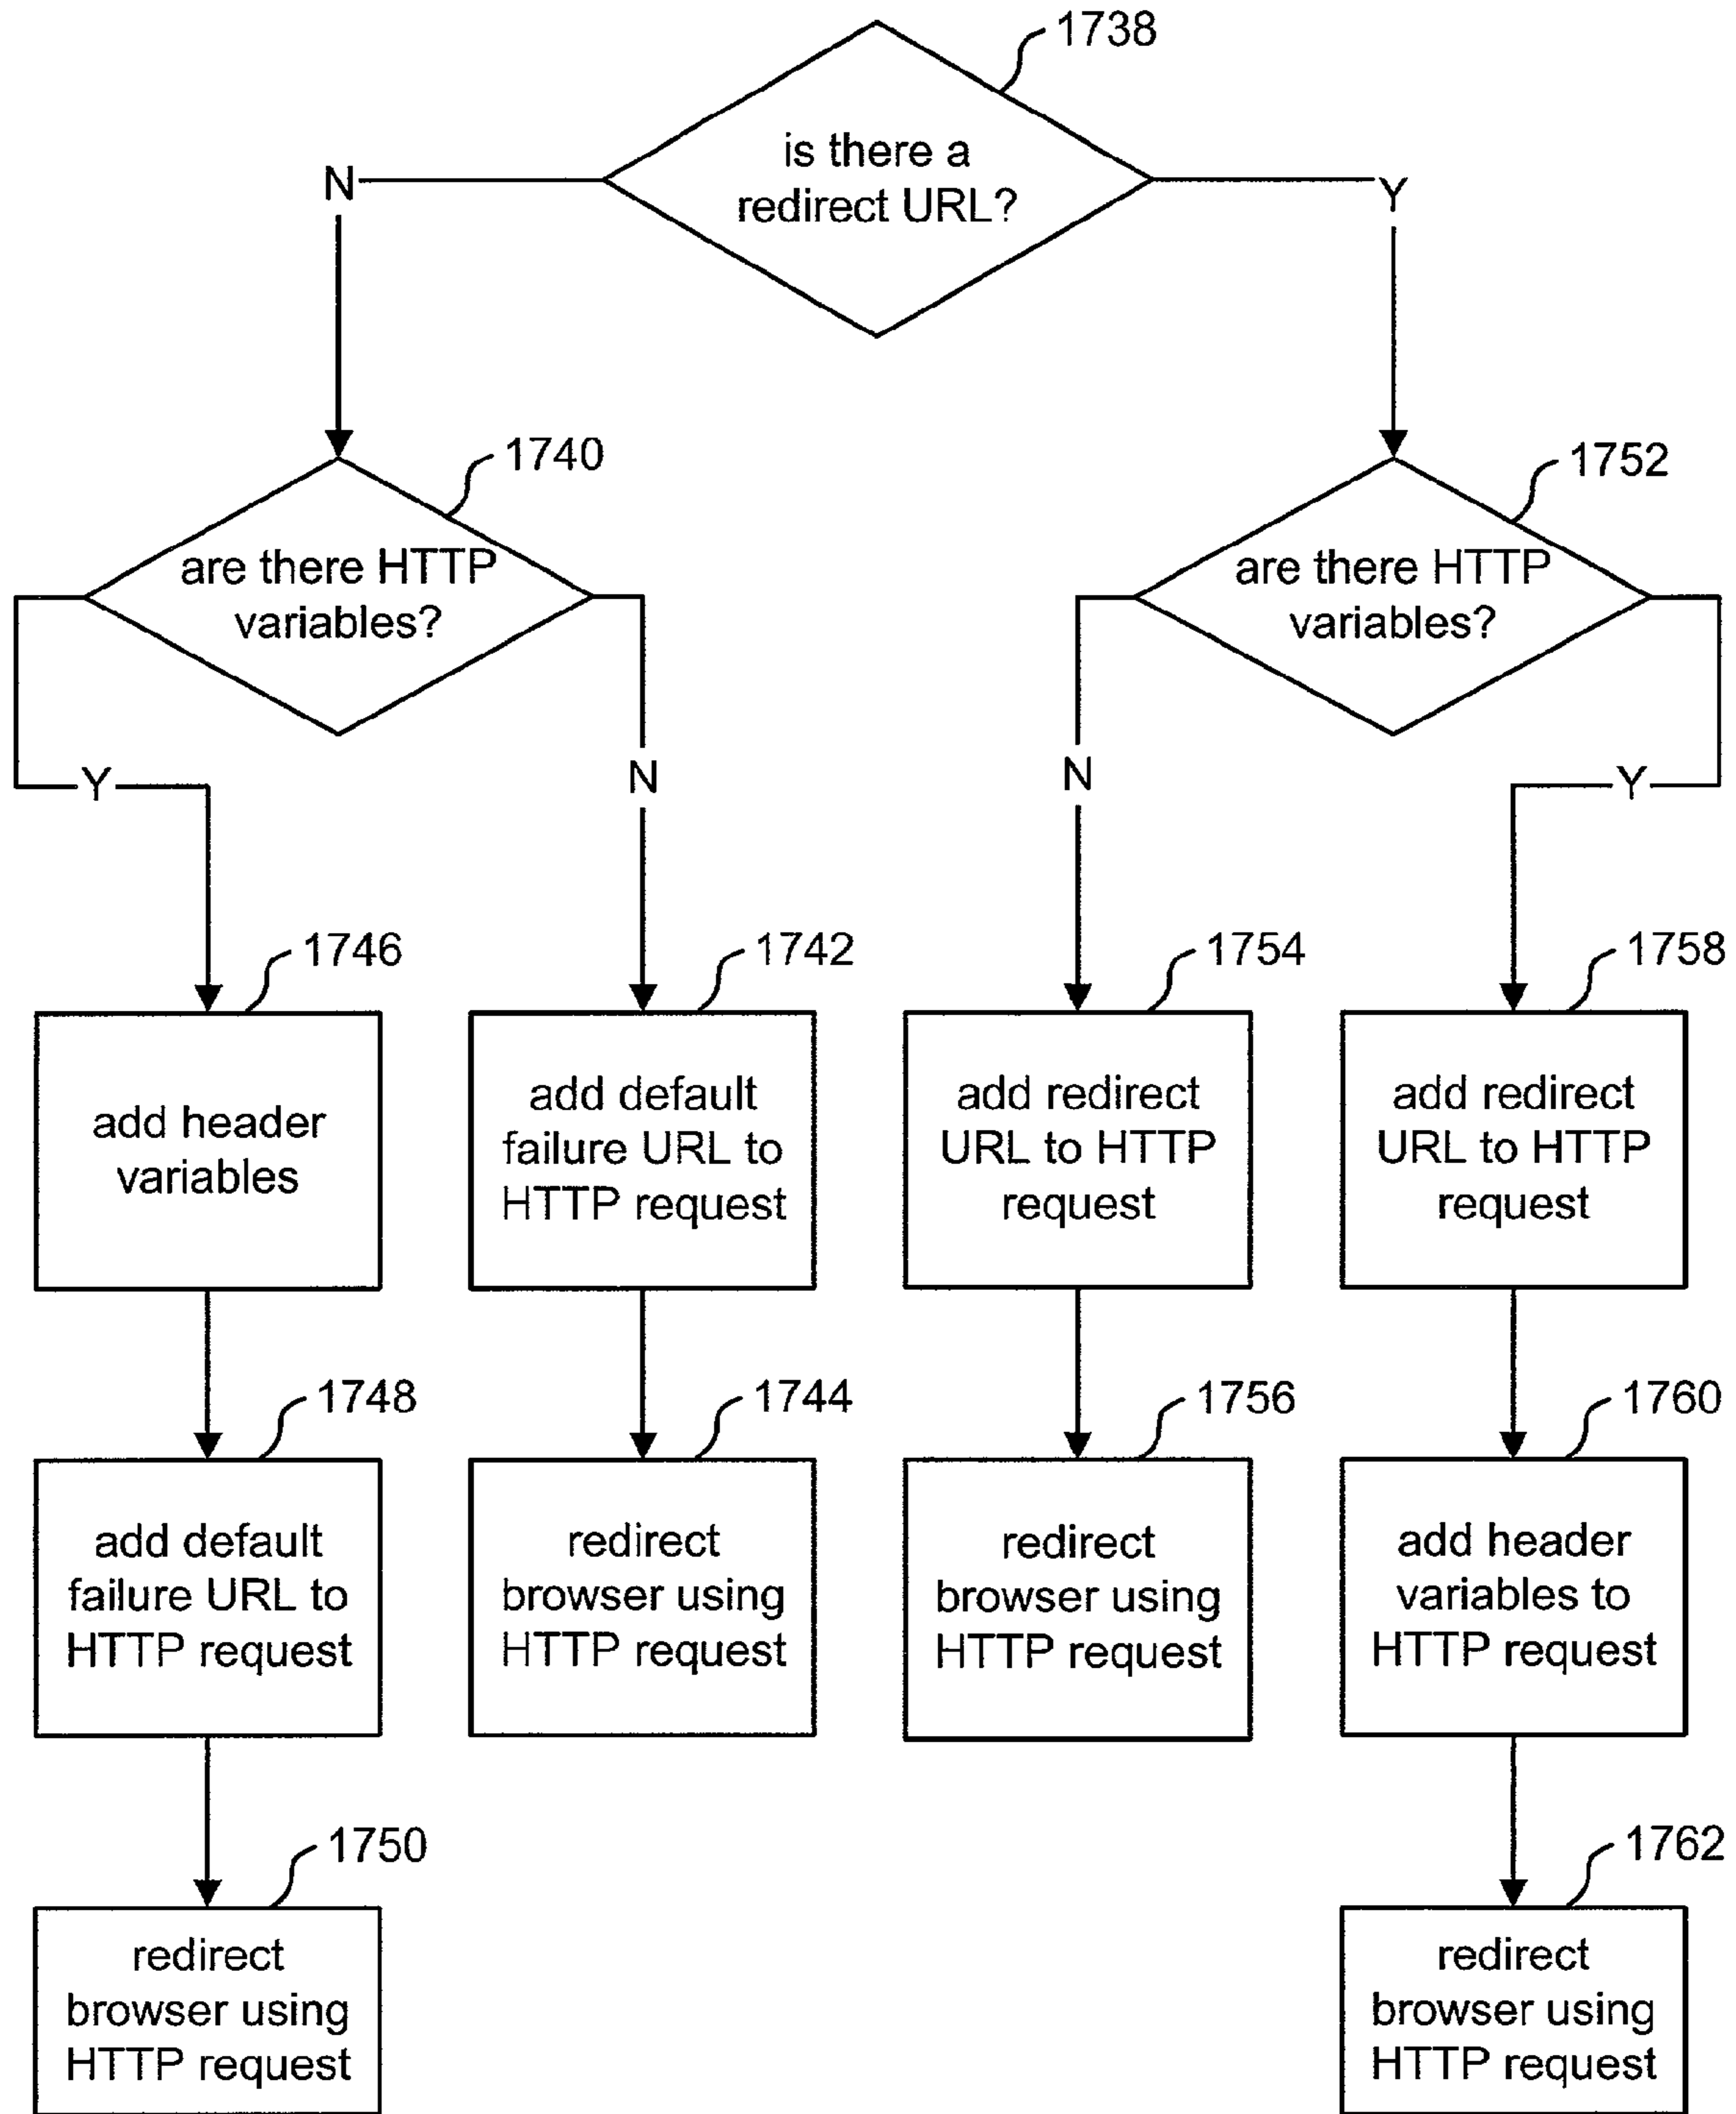 1738
is there a
redirect URL?
N
Y
1740
are there HTTP
variables?
1752
are there HTTP
variables?
Y
N
N
Y
1746
add header
variables
1742
add default
failure URL to
HTTP request
1754
add redirect
URL to HTTP
request
1758
add redirect
URL to HTTP
request
1748
add default
failure URL to
HTTP request
1744
redirect
browser using
HTTP request
1756
redirect
browser using
HTTP request
1760
add header
variables to
HTTP request
1750
redirect
browser using
HTTP request
1762
redirect
browser using
HTTP request